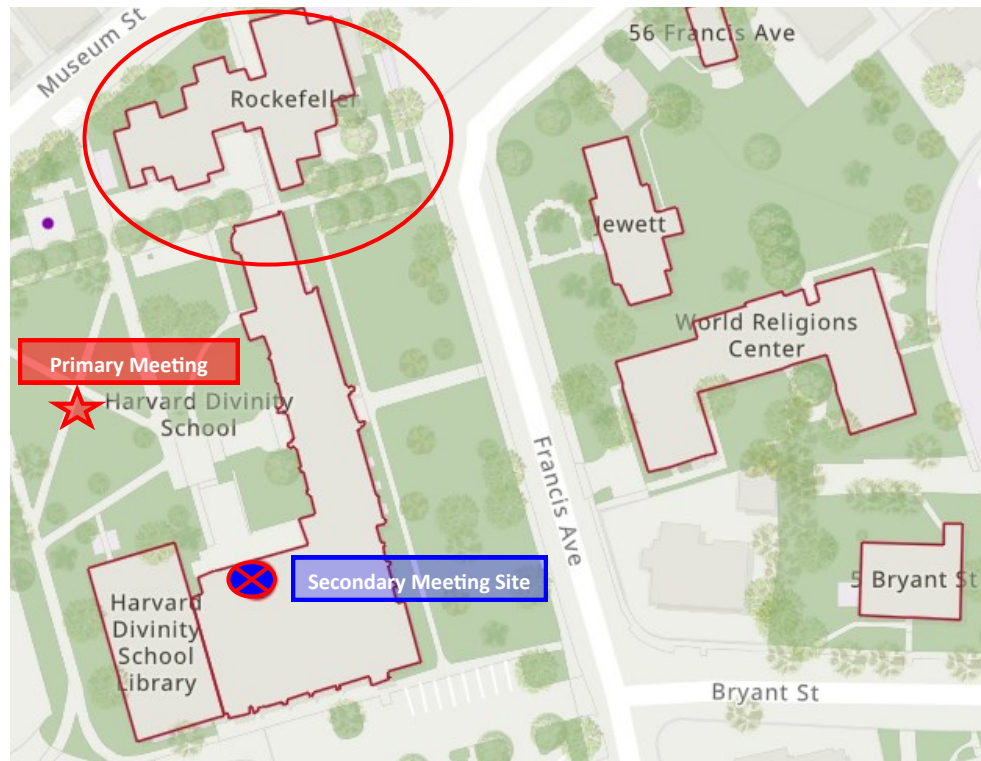 Museum St
56 Francis Ave
Rockefeller
Jewett
World Religions
Center
Primary Meeting
Harvard Divinity
School
Francis Ave
Secondary Meeting Site
5 Bryant St
Harvard
Divinity
School
Library
Bryant St